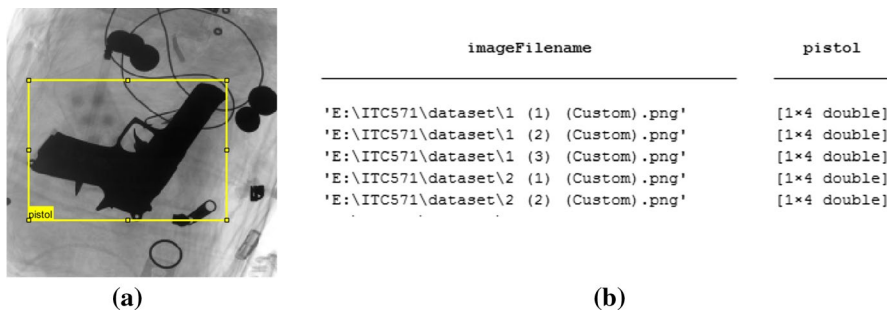 pistol
(a)
imageFilename pistol
'E:\ITC571\dataset\1 (1) (Custom).png' [1×4 double]
'E:\ITC571\dataset\1 (2) (Custom).png' [1×4 double]
'E:\ITC571\dataset\1 (3) (Custom).png' [1×4 double]
'E:\ITC571\dataset\2 (1) (Custom).png' [1×4 double]
'E:\ITC571\dataset\2 (2) (Custom).png' [1×4 double]
(b)